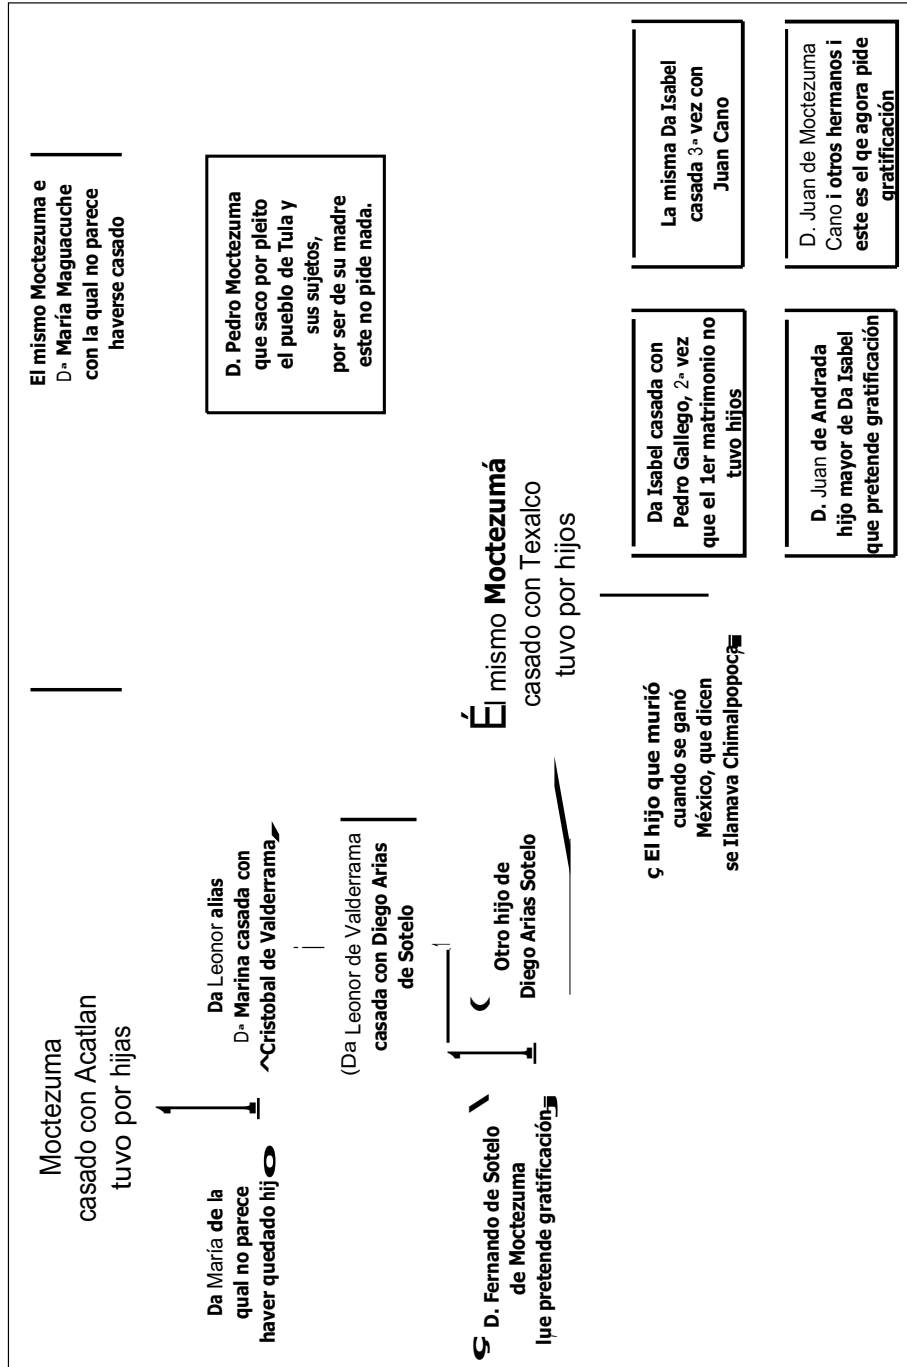 Moctezuma
casado con Acatlan
tuvo por hijas
El mismo Moctezuma e
Dª María Maguacuche
con la qual no parece
haverse casado
Da María de la
qual no parece
haver quedado hijo
Da Leonor alias
Dª Marina casada con
^Cristobal de Valderrama
D. Pedro Moctezuma
que saco por pleito
el pueblo de Tula y
sus sujetos,
por ser de su madre
este no pide nada.
(Da Leonor de Valderrama
casada con Diego Arias
de Sotelo
ç D. Fernando de Sotelo \
de Moctezuma
lque pretende gratificación
Otro hijo de
Diego Arias Sotelo
Él mismo Moctezumá
casado con Texalco
tuvo por hijos
ç El hijo que murió
cuando se ganó
México, que dicen
se Ilamava Chimalpopoca
Da Isabel casada con
Pedro Gallego, 2ª vez
que el 1er matrimonio no
tuvo hijos
La misma Da Isabel
casada 3ª vez con
Juan Cano
D. Juan de Andrada
hijo mayor de Da Isabel
que pretende gratificación
D. Juan de Moctezuma
Cano i otros hermanos i
este es el qe agora pide
gratificación